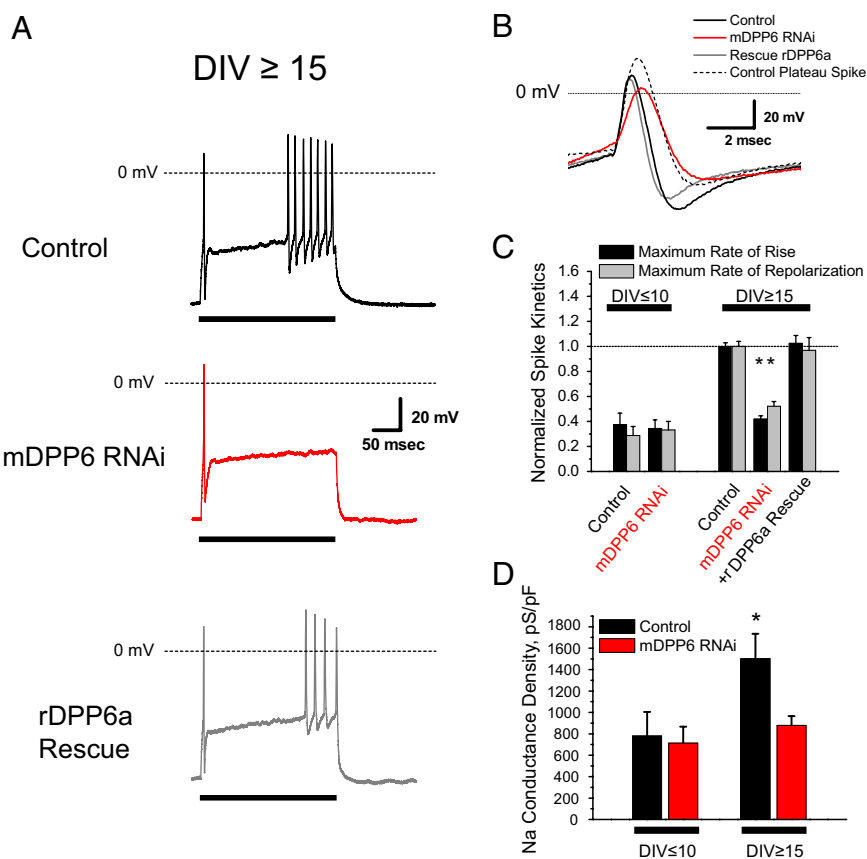 A
DIV ≥ 15
0 mV
Control
0 mV
20 mV
50 msec
mDPP6 RNAi
0 mV
rDPP6a
Rescue
B
Control
mDPP6 RNAi
Rescue rDPP6a
Control Plateau Spike
0 mV
20 mV
2 msec
C
Maximum Rate of Rise
Maximum Rate of Repolarization
Normalized Spike Kinetics
1.6
1.4
1.2
1.0
0.8
0.6
0.4
0.2
0.0
DIV≤10
DIV≥15
**
Control
mDPP6 RNAi
Control
mDPP6 RNAi
+r DPP6a Rescue
D
Na Conductance Density, pS/pF
1800
1600
1400
1200
1000
800
600
400
200
0
Control
mDPP6 RNAi
*
DIV≤10
DIV≥15